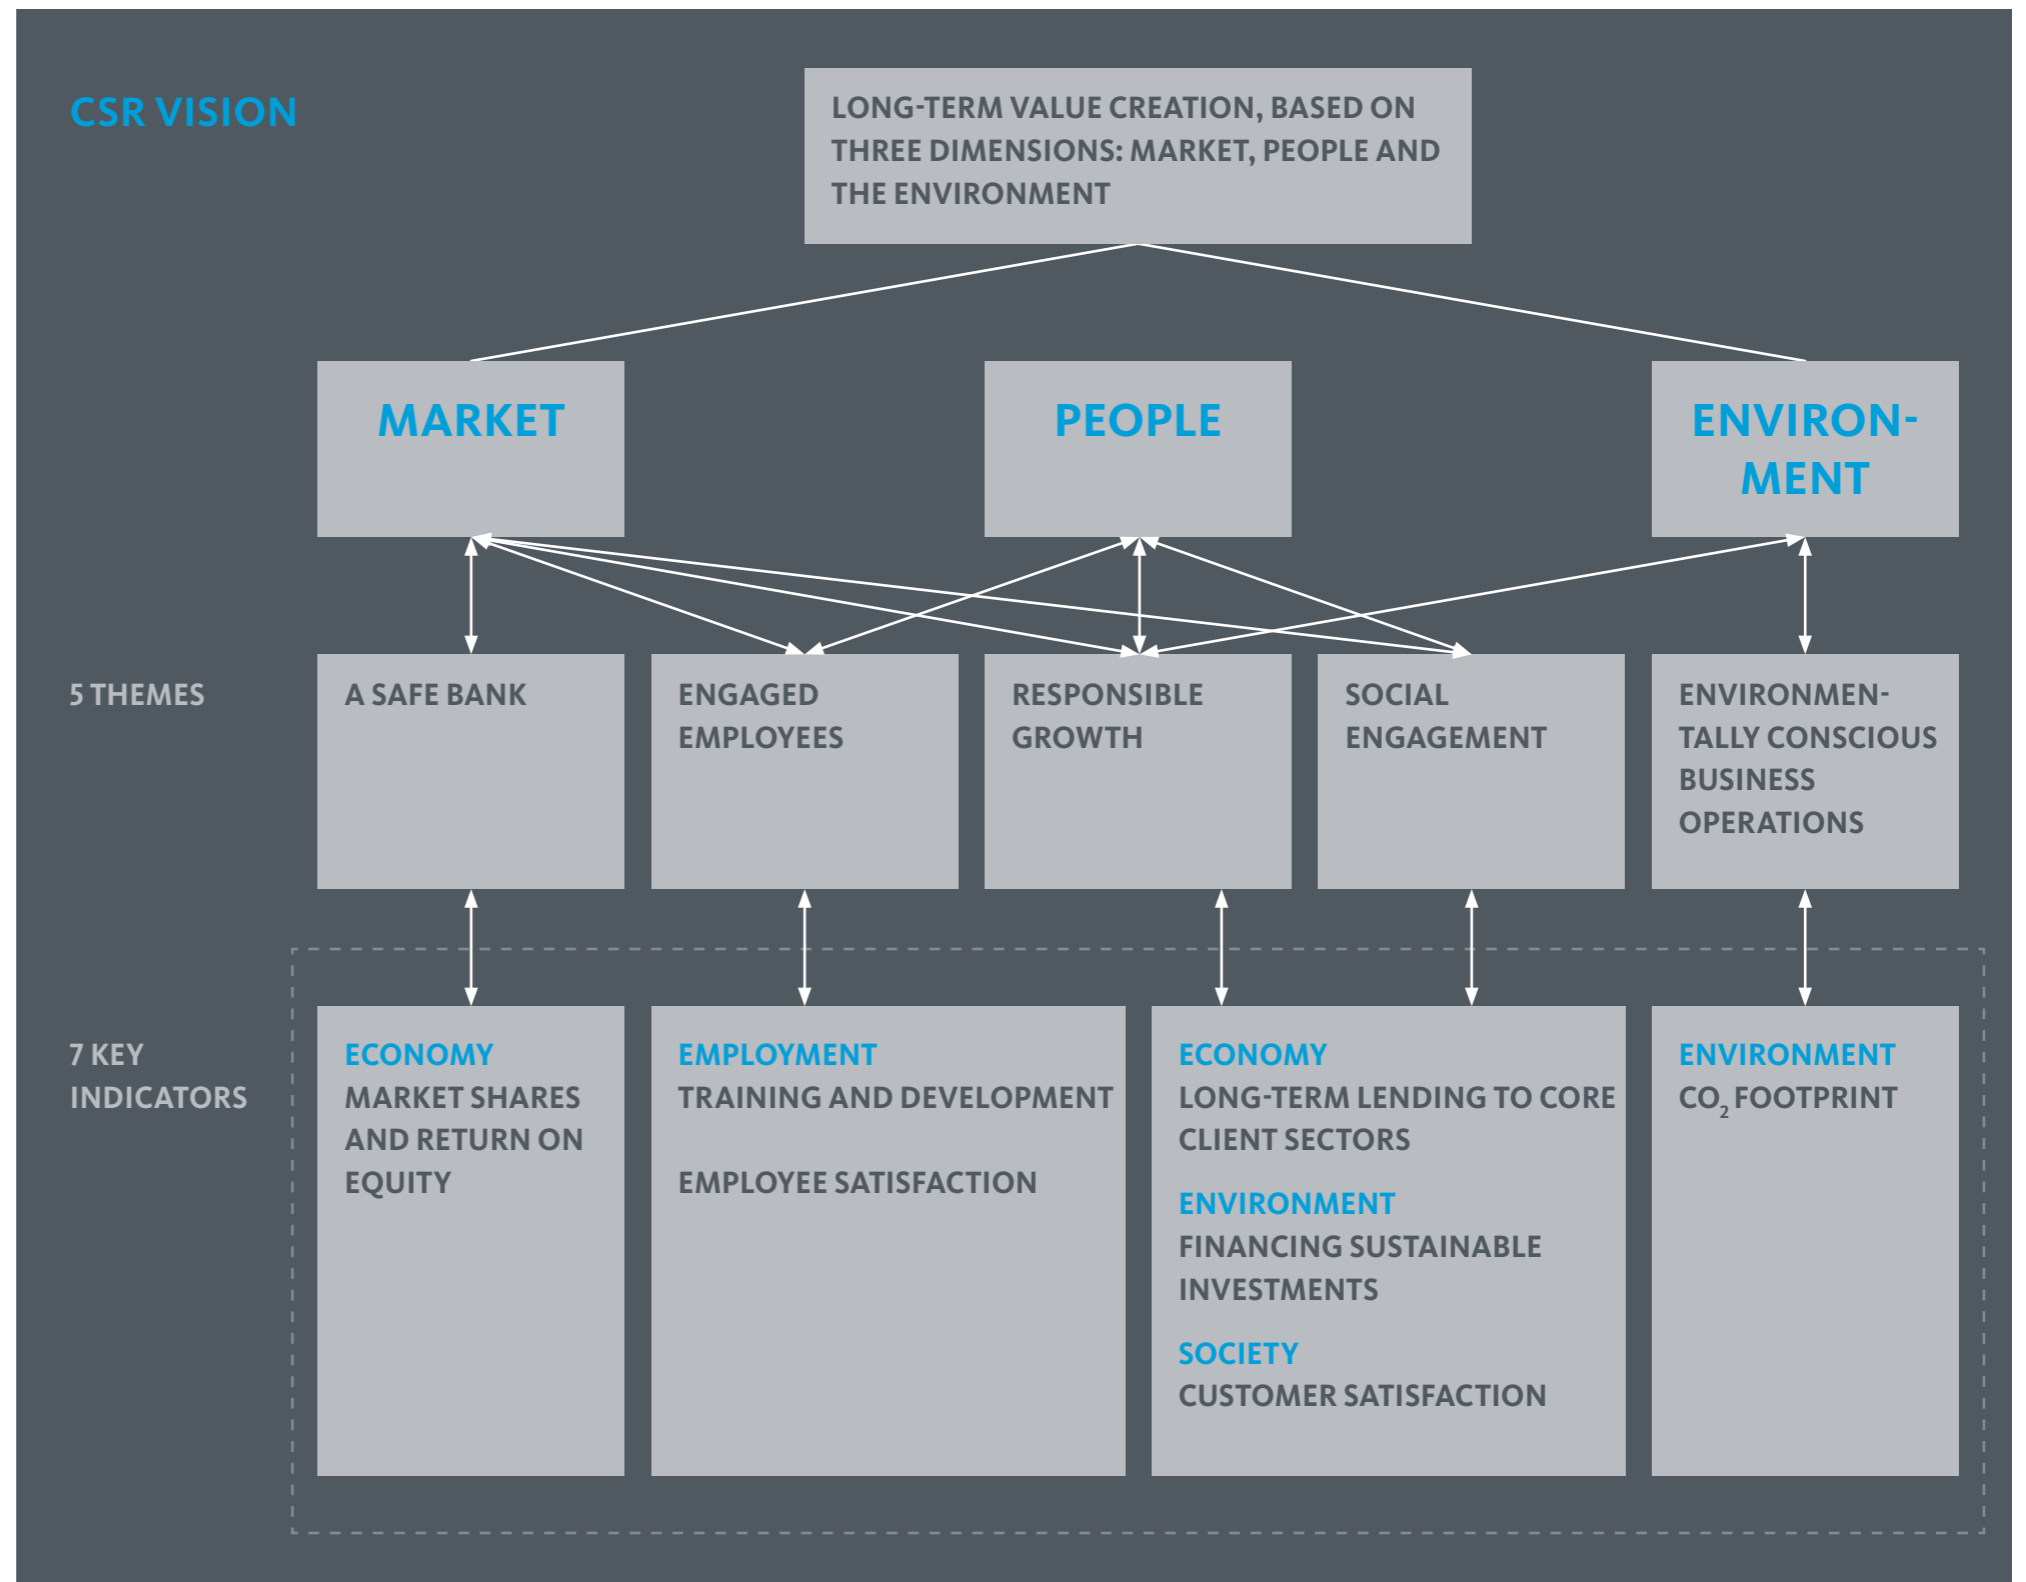 CSR VISION
LONG-TERM VALUE CREATION, BASED ON
THREE DIMENSIONS: MARKET, PEOPLE AND
THE ENVIRONMENT
MARKET
PEOPLE
ENVIRON-
MENT
5 THEMES
A SAFE BANK
ENGAGED
EMPLOYEES
RESPONSIBLE
GROWTH
SOCIAL
ENGAGEMENT
ENVIRONMEN-
TALLY CONSCIOUS
BUSINESS
OPERATIONS
7 KEY
INDICATORS
ECONOMY
MARKET SHARES
AND RETURN ON
EQUITY
EMPLOYMENT
TRAINING AND DEVELOPMENT
EMPLOYEE SATISFACTION
ECONOMY
LONG-TERM LENDING TO CORE
CLIENT SECTORS
ENVIRONMENT
FINANCING SUSTAINABLE
INVESTMENTS
SOCIETY
CUSTOMER SATISFACTION
ENVIRONMENT
CO₂ FOOTPRINT